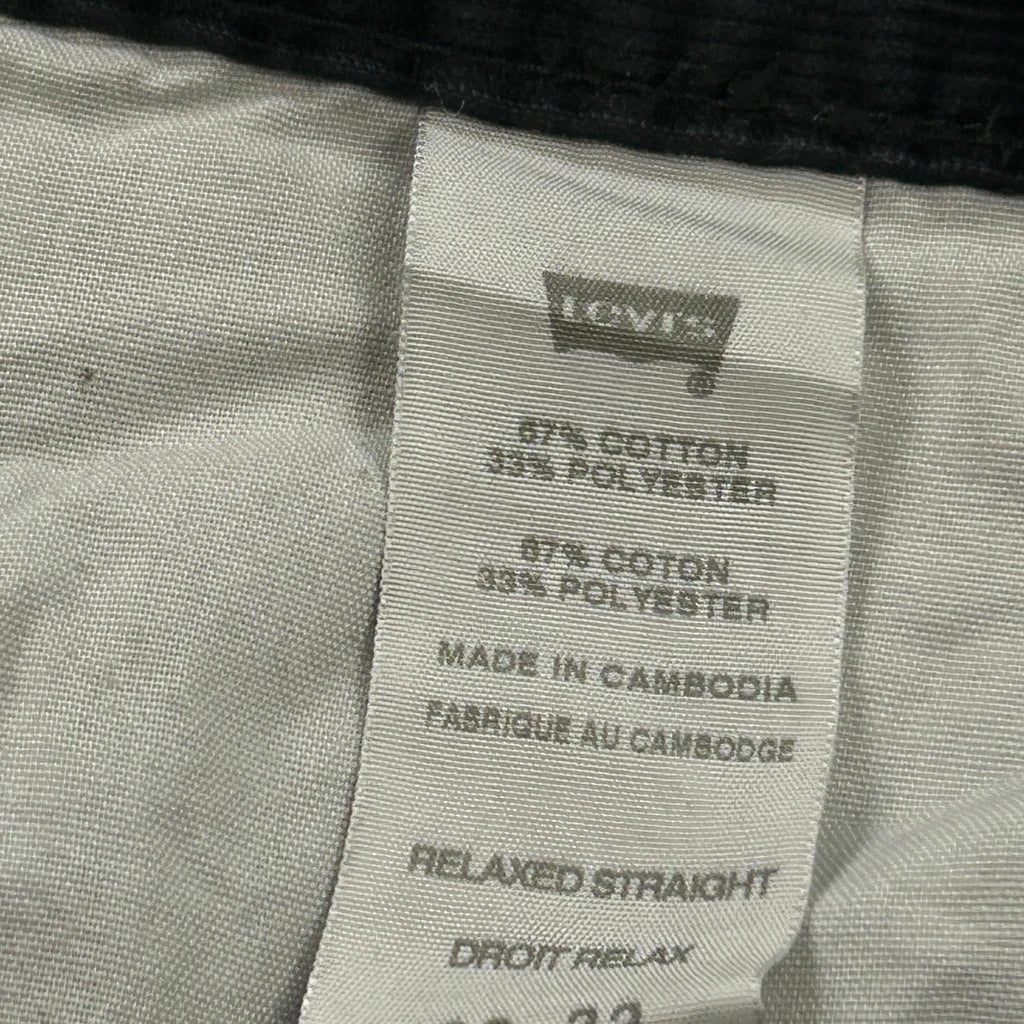 Levi's
®
67% COTTON
33% POLYESTER
67% COTON
33% POLYESTER
MADE IN CAMBODIA
FABRIQUE AU CAMBODGE
RELAXED STRAIGHT
DROIT RELAX